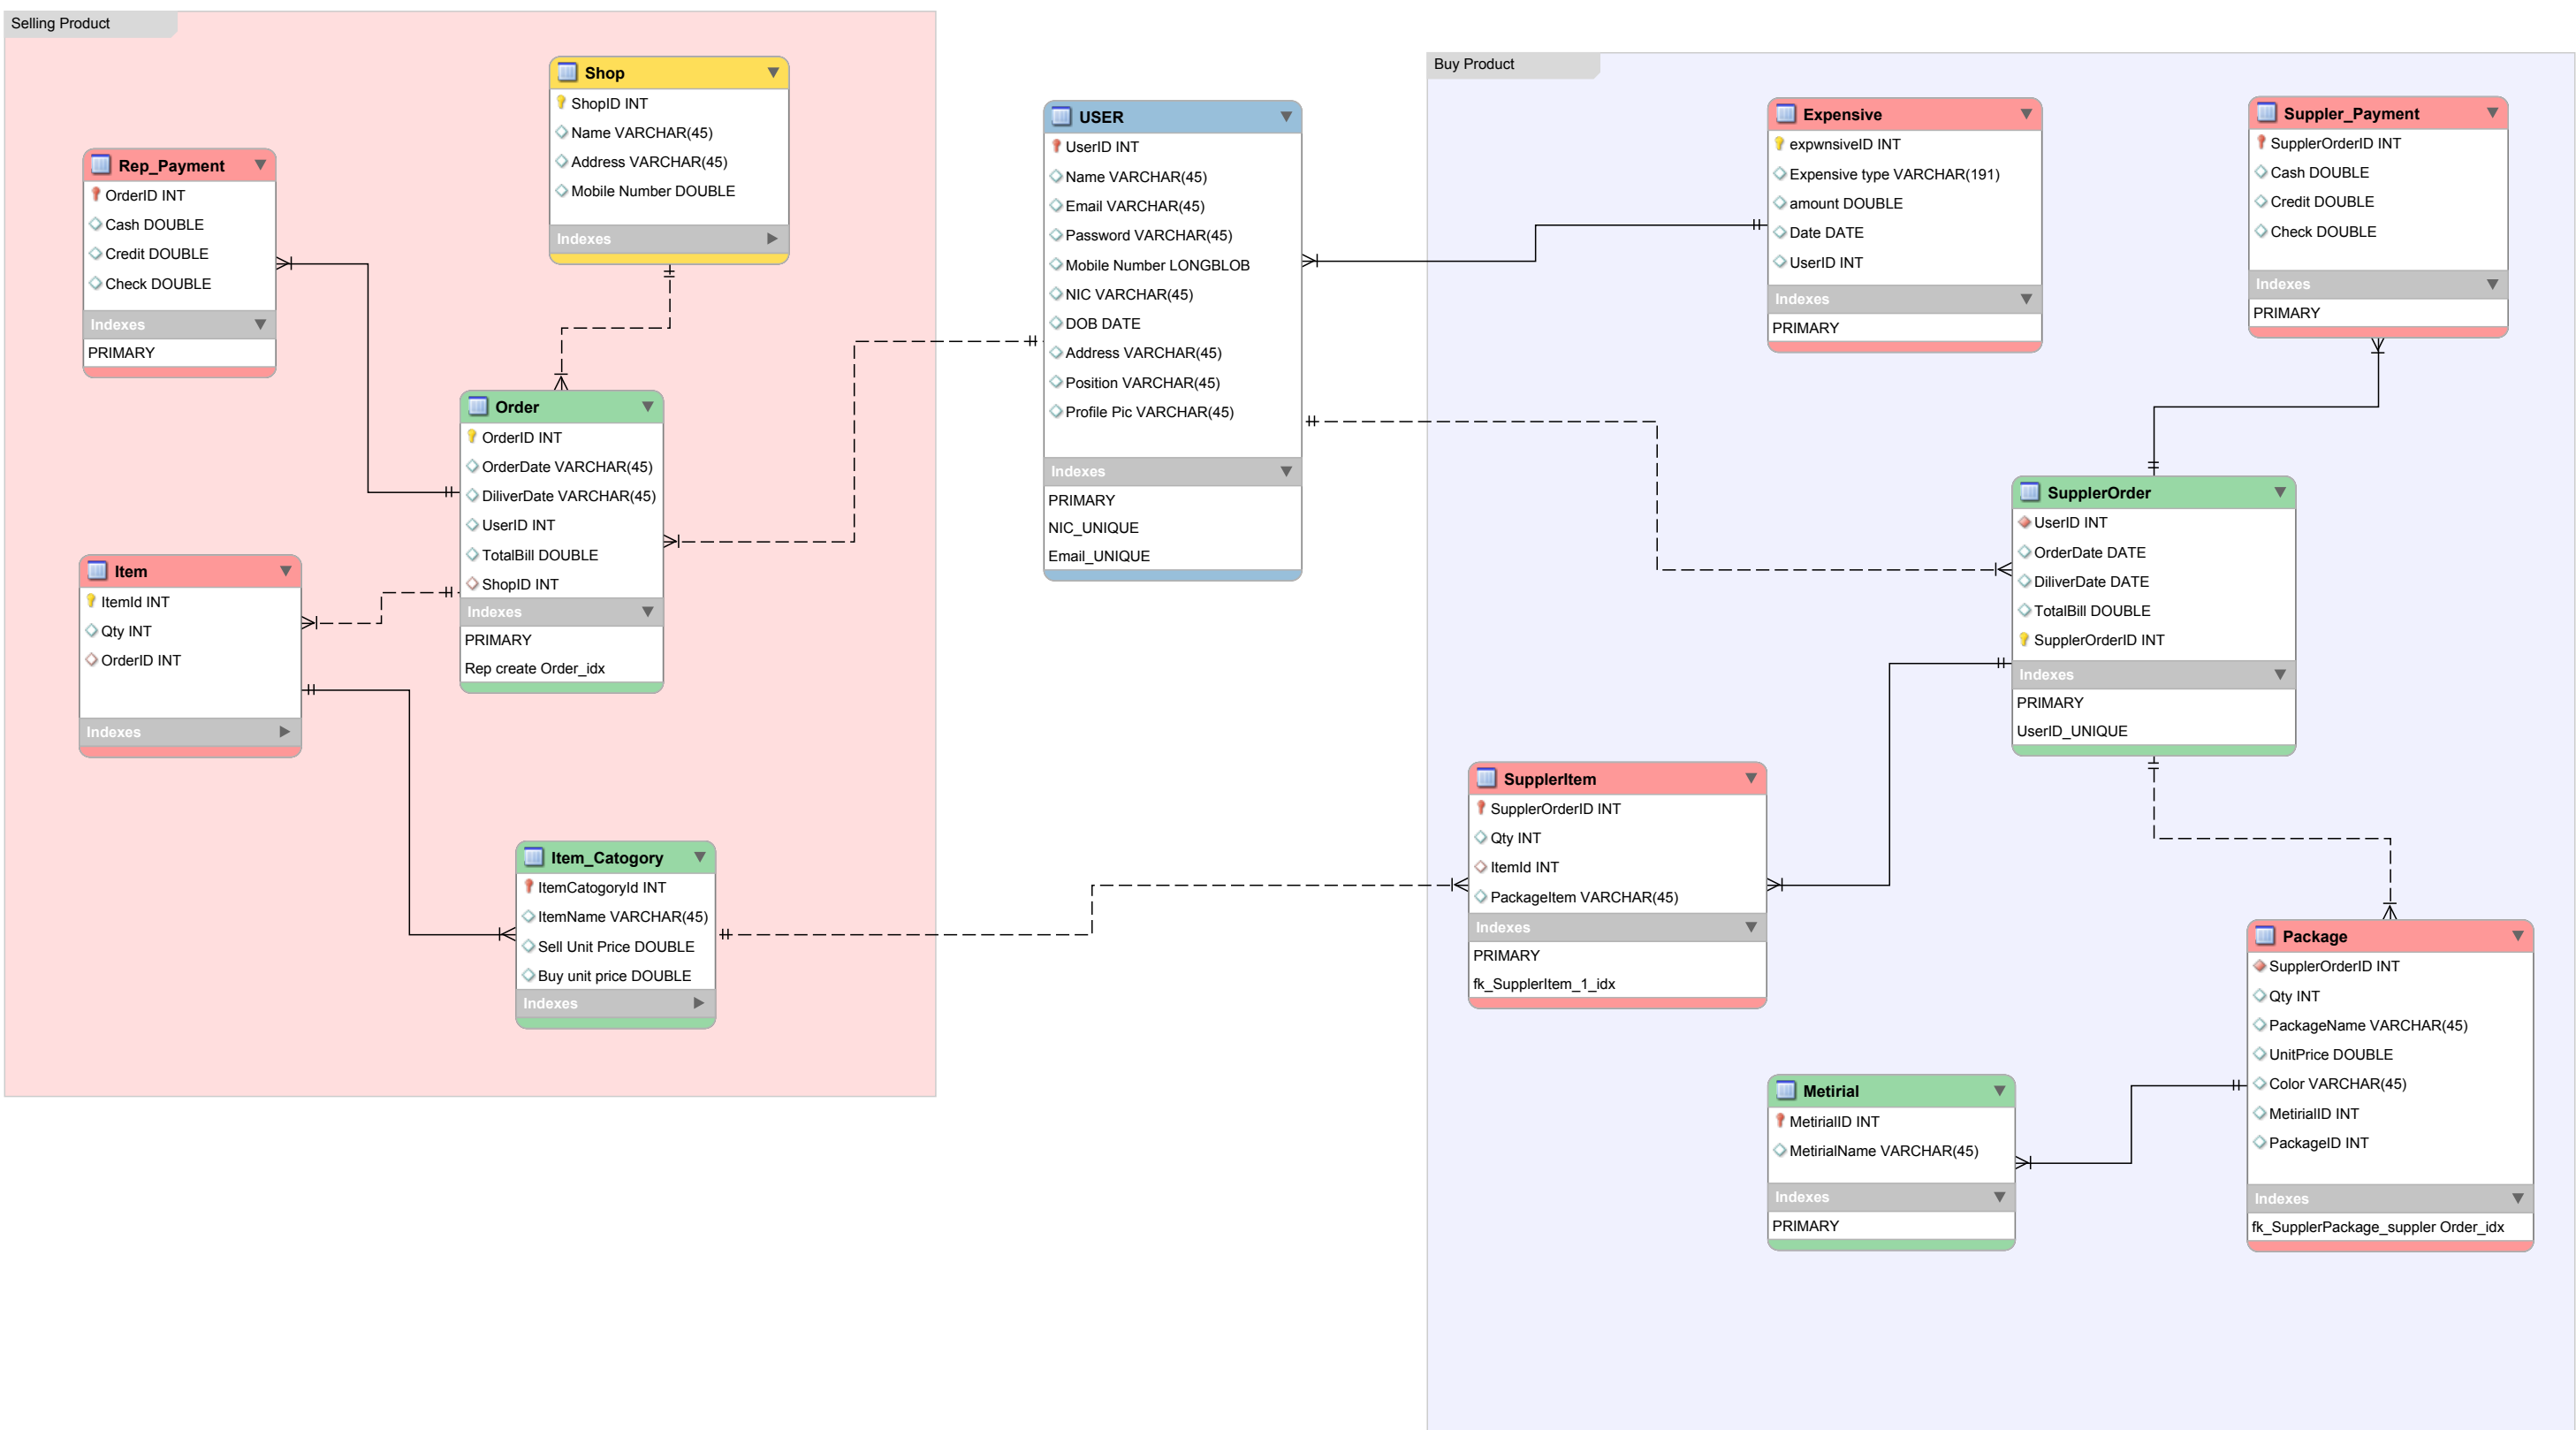 Selling Product
Shop
ShopID INT
Name VARCHAR(45)
Address VARCHAR(45)
Mobile Number DOUBLE
Indexes
Rep_Payment
OrderID INT
Cash DOUBLE
Credit DOUBLE
Check DOUBLE
Indexes
PRIMARY
Order
OrderID INT
OrderDate VARCHAR(45)
DiliverDate VARCHAR(45)
UserID INT
TotalBill DOUBLE
ShopID INT
Indexes
PRIMARY
Rep create Order_idx
Item
ItemId INT
Qty INT
OrderID INT
Indexes
Item_Catogory
ItemCatogoryId INT
ItemName VARCHAR(45)
Sell Unit Price DOUBLE
Buy unit price DOUBLE
Indexes
USER
UserID INT
Name VARCHAR(45)
Email VARCHAR(45)
Password VARCHAR(45)
Mobile Number LONGBLOB
NIC VARCHAR(45)
DOB DATE
Address VARCHAR(45)
Position VARCHAR(45)
Profile Pic VARCHAR(45)
Indexes
PRIMARY
NIC_UNIQUE
Email_UNIQUE
Buy Product
Expensive
expwnsiveID INT
Expensive type VARCHAR(191)
amount DOUBLE
Date DATE
UserID INT
Indexes
PRIMARY
Suppler_Payment
SupplerOrderID INT
Cash DOUBLE
Credit DOUBLE
Check DOUBLE
Indexes
PRIMARY
SupplerOrder
UserID INT
OrderDate DATE
DiliverDate DATE
TotalBill DOUBLE
SupplerOrderID INT
Indexes
PRIMARY
UserID_UNIQUE
SupplerItem
SupplerOrderID INT
Qty INT
ItemId INT
PackageItem VARCHAR(45)
Indexes
PRIMARY
fk_SupplerItem_1_idx
Package
SupplerOrderID INT
Qty INT
PackageName VARCHAR(45)
UnitPrice DOUBLE
Color VARCHAR(45)
MetirialID INT
PackageID INT
Indexes
fk_SupplerPackage_suppler Order_idx
Metirial
MetirialID INT
MetirialName VARCHAR(45)
Indexes
PRIMARY